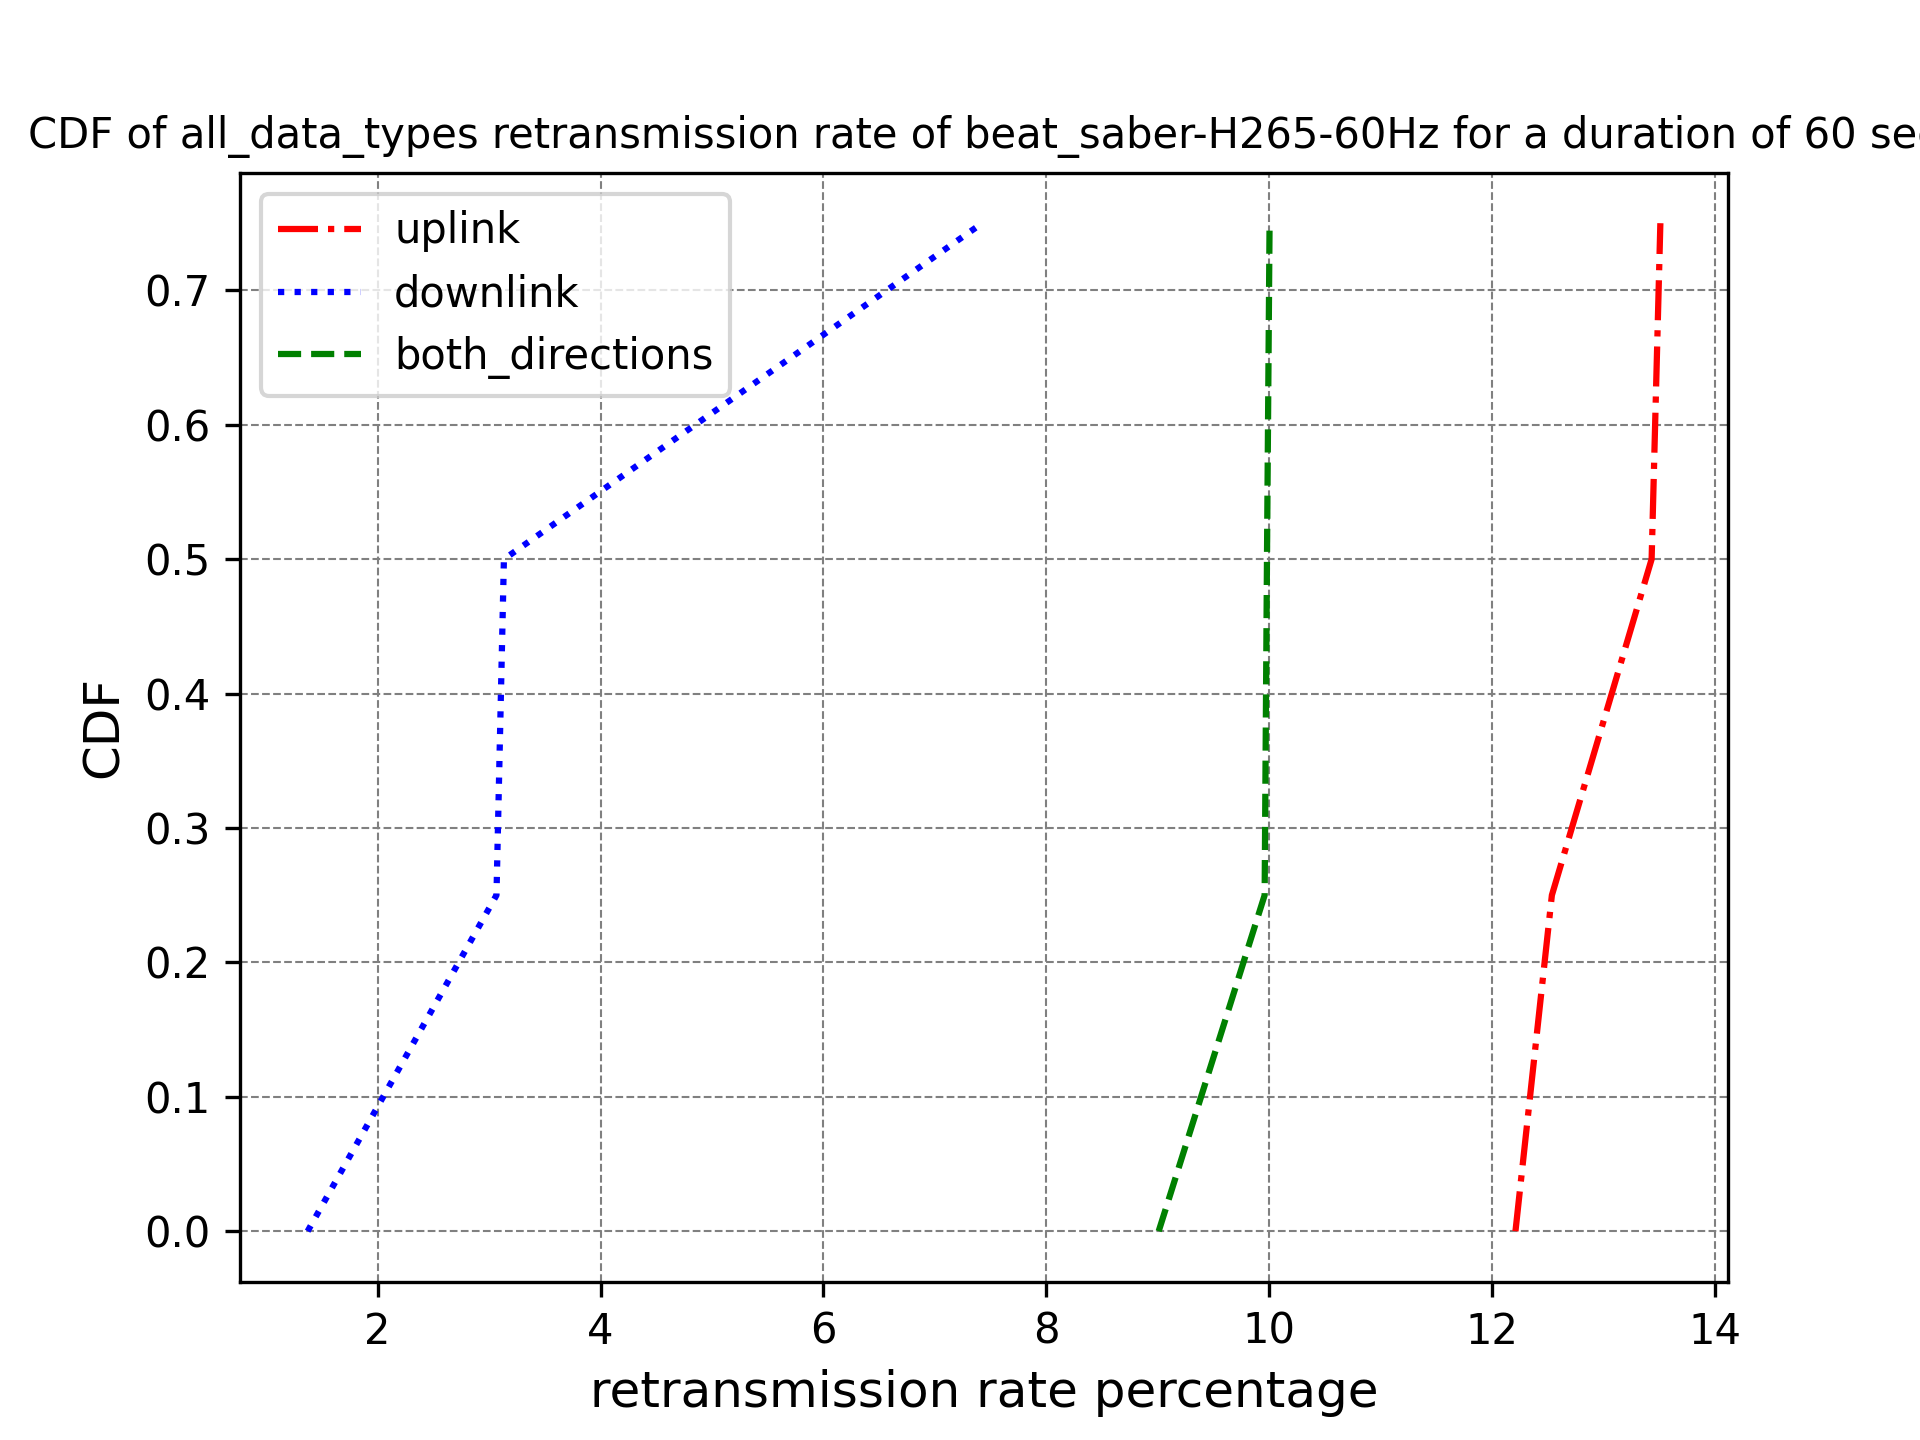 CDF of all_data_types retransmission rate of beat_saber-H265-60Hz for a duration of 60 se
uplink
downlink
both_directions
0.7
0.6
0.5
0.4
0.3
0.2
0.1
0.0
CDF
2 4 6 8 10 12 14
retransmission rate percentage